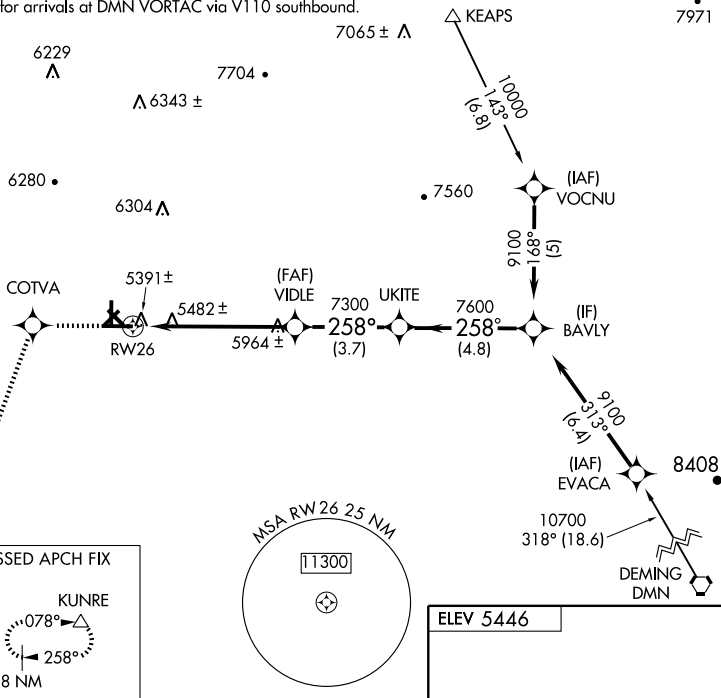 for arrivals at DMN VORTAC via V110 southbound.
7065 ±
KEAPS
7971
6229
7704
6343 ±
10000
143°
(6.8)
6280
6304
7560
(IAF)
VOCNU
9100
168°
(5)
COTVA
5391 ±
5482 ±
RW26
5964 ±
(FAF)
VIDLE
7300
258°
(3.7)
UKITE
7600
258°
(4.8)
(IF)
BAVLY
9100
313°
(6.4)
(IAF)
EVACA
8408
10700
318° (18.6)
DEMING
DMN
MSA RW26 25 NM
11300
SSED APCH FIX
KUNRE
078°
258°
8 NM
ELEV 5446